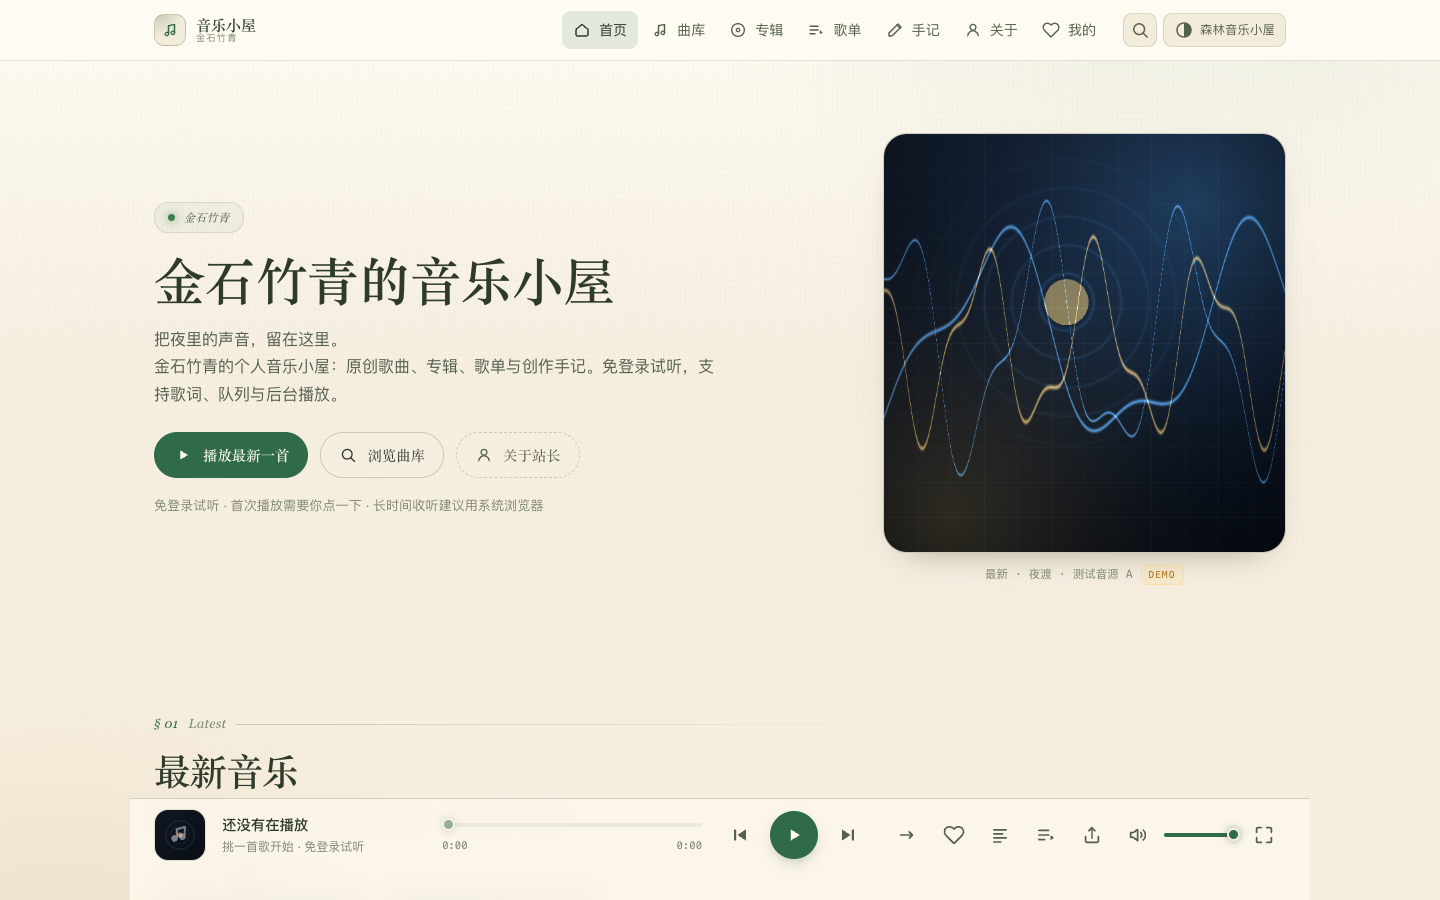 音乐小屋
金石竹青
首页
曲库
专辑
歌单
手记
关于
我的
森林音乐小屋
金石竹青
金石竹青的音乐小屋
把夜里的声音，留在这里。
金石竹青的个人音乐小屋：原创歌曲、专辑、歌单与创作手记。免登录试听，支
持歌词、队列与后台播放。
播放最新一首
浏览曲库
关于站长
免登录试听 · 首次播放需要你点一下 · 长时间收听建议用系统浏览器
最新 · 夜渡 · 测试音源 A DEMO
§ 01 Latest
最新音乐
还没有在播放
挑一首歌开始 · 免登录试听
0:00
0:00